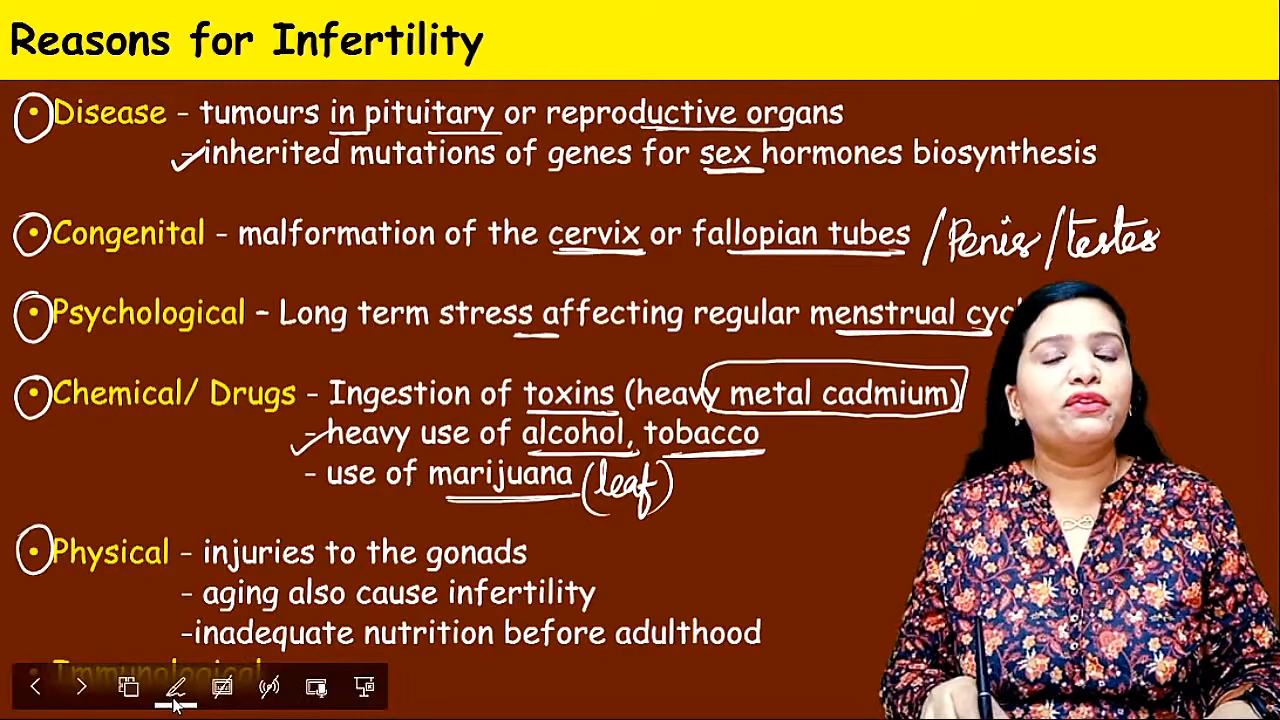 Reasons for Infertility
• Disease - tumours in pituitary or reproductive organs
- inherited mutations of genes for sex hormones biosynthesis
• Congenital - malformation of the cervix or fallopian tubes / Penis / testes
• Psychological – Long term stress affecting regular menstrual cyc
• Chemical/ Drugs - Ingestion of toxins (heavy metal cadmium)
- heavy use of alcohol, tobacco
- use of marijuana (leaf)
• Physical - injuries to the gonads
- aging also cause infertility
-inadequate nutrition before adulthood
• Immunological